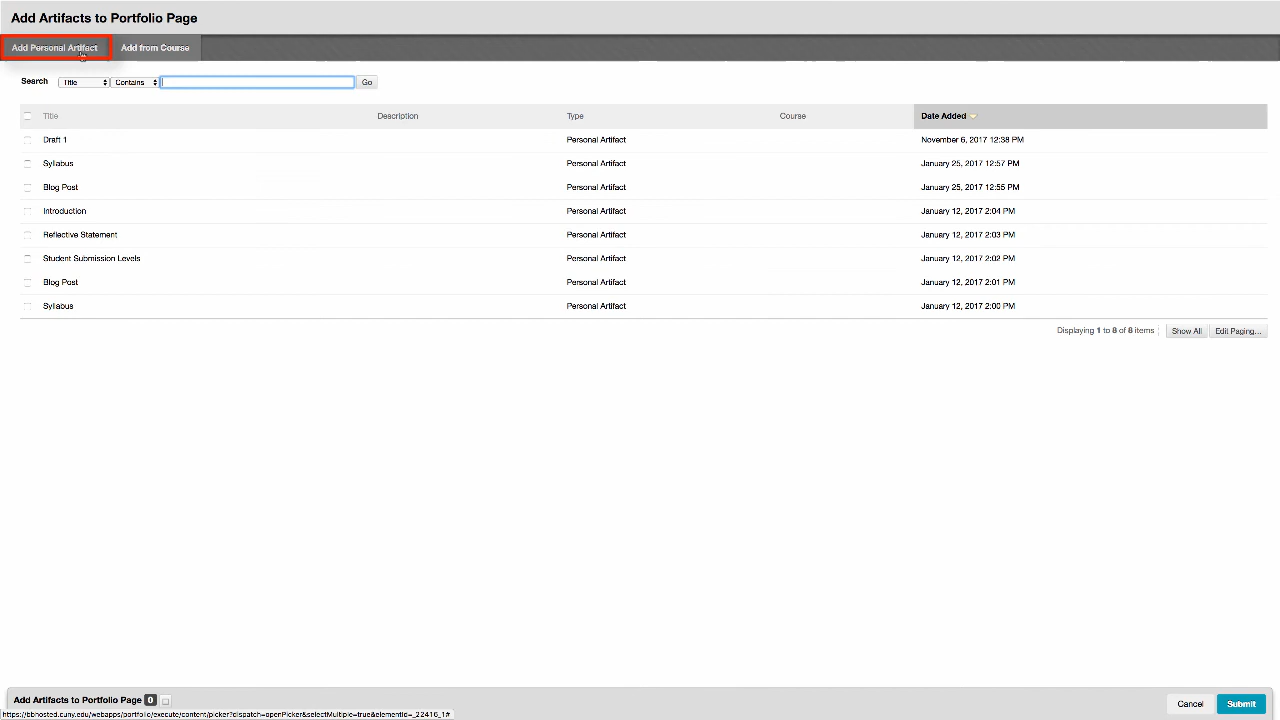 Add Artifacts to Portfolio Page
Add Personal Artifact Add from Course
Search Title Contains Go
Title Description Type Course Date Added
Draft 1 Personal Artifact November 6, 2017 12:38 PM
Syllabus Personal Artifact January 25, 2017 12:57 PM
Blog Post Personal Artifact January 25, 2017 12:55 PM
Introduction Personal Artifact January 12, 2017 2:04 PM
Reflective Statement Personal Artifact January 12, 2017 2:03 PM
Student Submission Levels Personal Artifact January 12, 2017 2:02 PM
Blog Post Personal Artifact January 12, 2017 2:01 PM
Syllabus Personal Artifact January 12, 2017 2:00 PM
Displaying 1 to 8 of 8 items Show All Edit Paging...
Add Artifacts to Portfolio Page 0
Cancel Submit
https://bbhosted.cuny.edu/webapps/portfolio/execute/content/picker?dispatch=openPicker&selectMultiple=true&elementId=_22416_1#